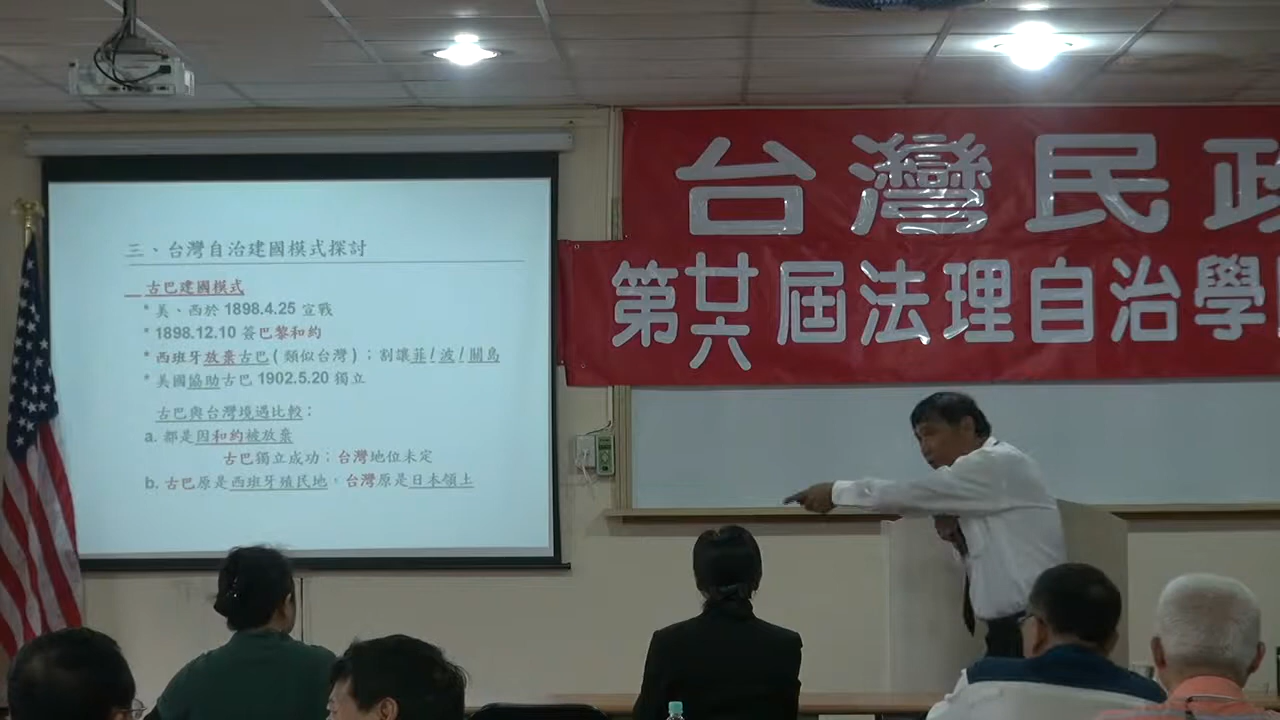 三、台灣自治建國模式探討
古巴建國模式
* 美、西於 1898.4.25 宣戰
* 1898.12.10 簽巴黎和約
* 西班牙放棄古巴 ( 類似台灣 ) ; 割讓菲 / 波 / 關島
* 美國協助古巴 1902.5.20 獨立
古巴與台灣境遇比較 :
a. 都是因和約被放棄
古巴獨立成功 ; 台灣地位未定
b. 古巴原是西班牙殖民地，台灣原是日本領土
台灣民政
第廿六屆法理自治學